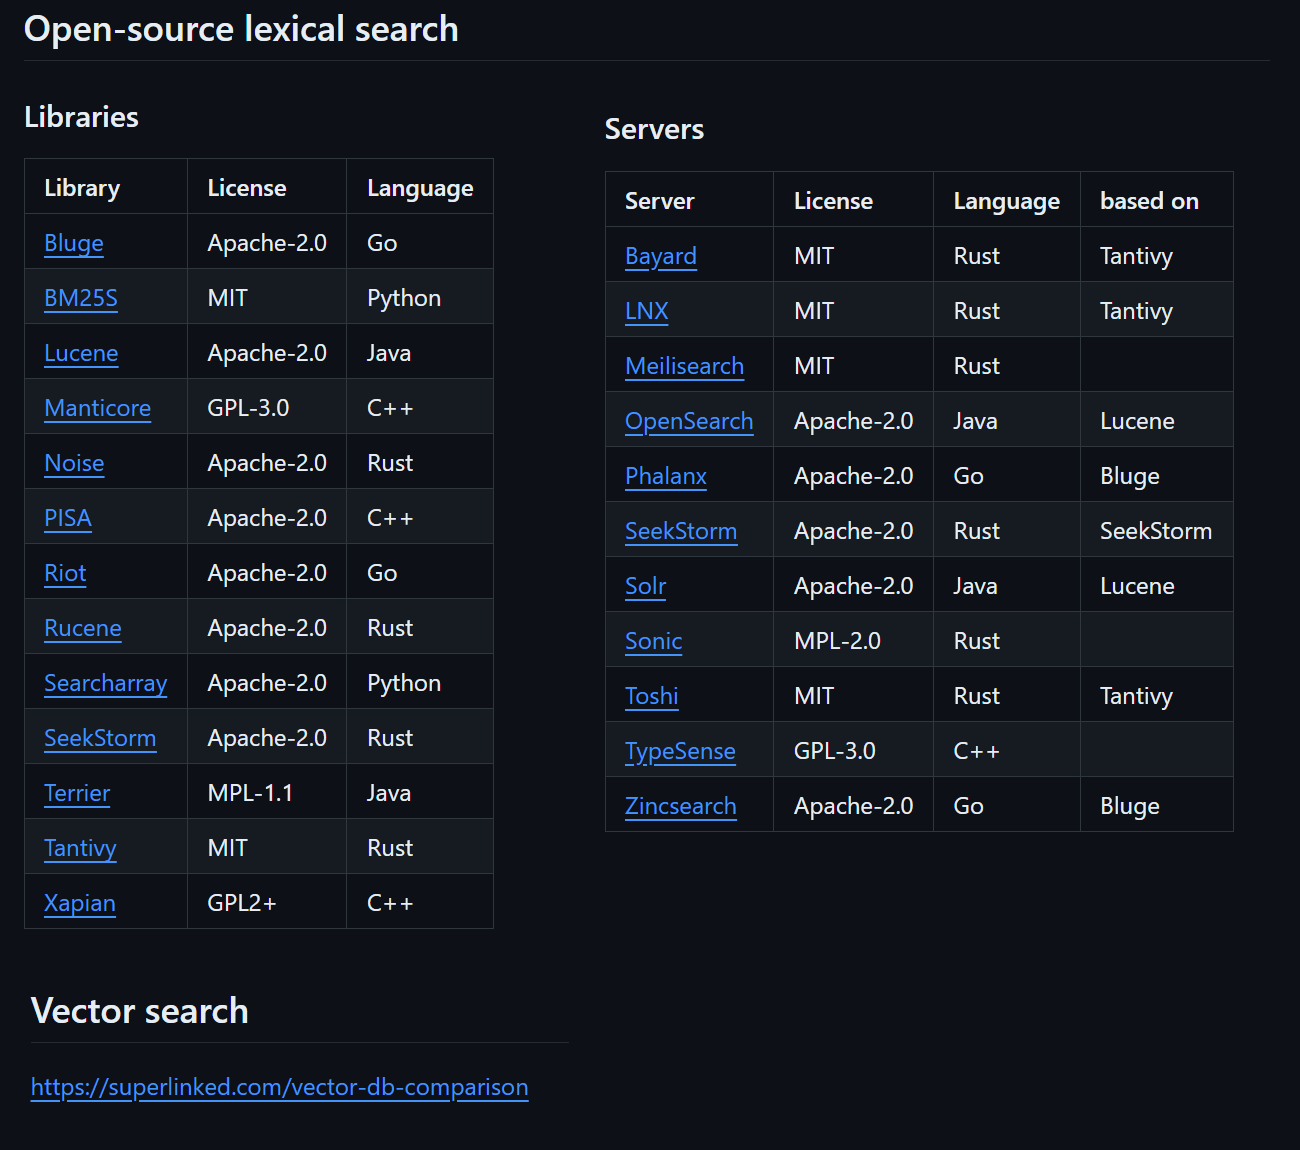 Open-source lexical search
Libraries
Library License Language
Bluge Apache-2.0 Go
BM25S MIT Python
Lucene Apache-2.0 Java
Manticore GPL-3.0 C++
Noise Apache-2.0 Rust
PISA Apache-2.0 C++
Riot Apache-2.0 Go
Rucene Apache-2.0 Rust
Searcharray Apache-2.0 Python
SeekStorm Apache-2.0 Rust
Terrier MPL-1.1 Java
Tantivy MIT Rust
Xapian GPL2+ C++
Servers
Server License Language based on
Bayard MIT Rust Tantivy
LNX MIT Rust Tantivy
Meilisearch MIT Rust
OpenSearch Apache-2.0 Java Lucene
Phalanx Apache-2.0 Go Bluge
SeekStorm Apache-2.0 Rust SeekStorm
Solr Apache-2.0 Java Lucene
Sonic MPL-2.0 Rust
Toshi MIT Rust Tantivy
TypeSense GPL-3.0 C++
Zincsearch Apache-2.0 Go Bluge
Vector search
https://superlinked.com/vector-db-comparison